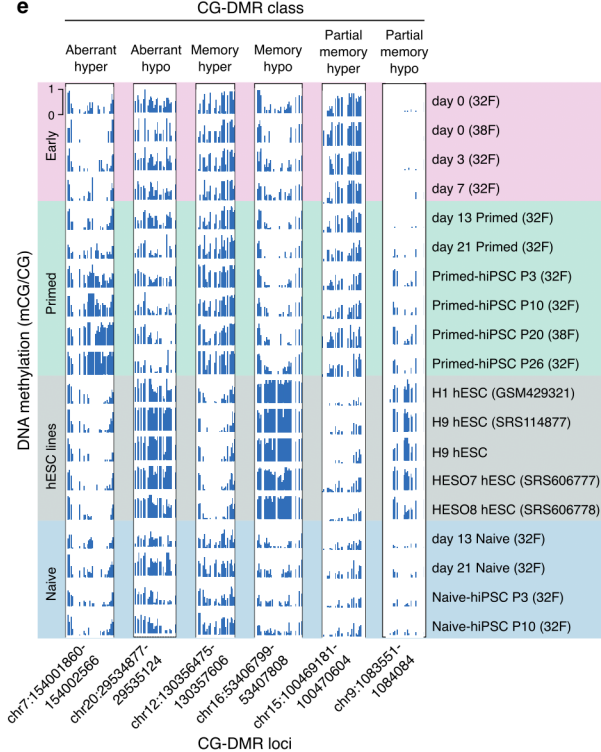 e
CG-DMR class
Aberrant
hyper
Aberrant
hypo
Memory
hyper
Memory
hypo
Partial
memory
hyper
Partial
memory
hypo
DNA methylation (mCG/CG)
1
0
Early
day 0 (32F)
day 0 (38F)
day 3 (32F)
day 7 (32F)
Primed
day 13 Primed (32F)
day 21 Primed (32F)
Primed-hiPSC P3 (32F)
Primed-hiPSC P10 (32F)
Primed-hiPSC P20 (38F)
Primed-hiPSC P26 (32F)
hESC lines
H1 hESC (GSM429321)
H9 hESC (SRS114877)
H9 hESC
HESO7 hESC (SRS606777)
HESO8 hESC (SRS606778)
Naive
day 13 Naive (32F)
day 21 Naive (32F)
Naive-hiPSC P3 (32F)
Naive-hiPSC P10 (32F)
chr7:154001860-
154002566
chr20:29534877-
29535124
chr12:130356475-
130357606
chr16:53406799-
53407808
chr15:100469181-
100470604
chr9:1083551-
1084084
CG-DMR loci